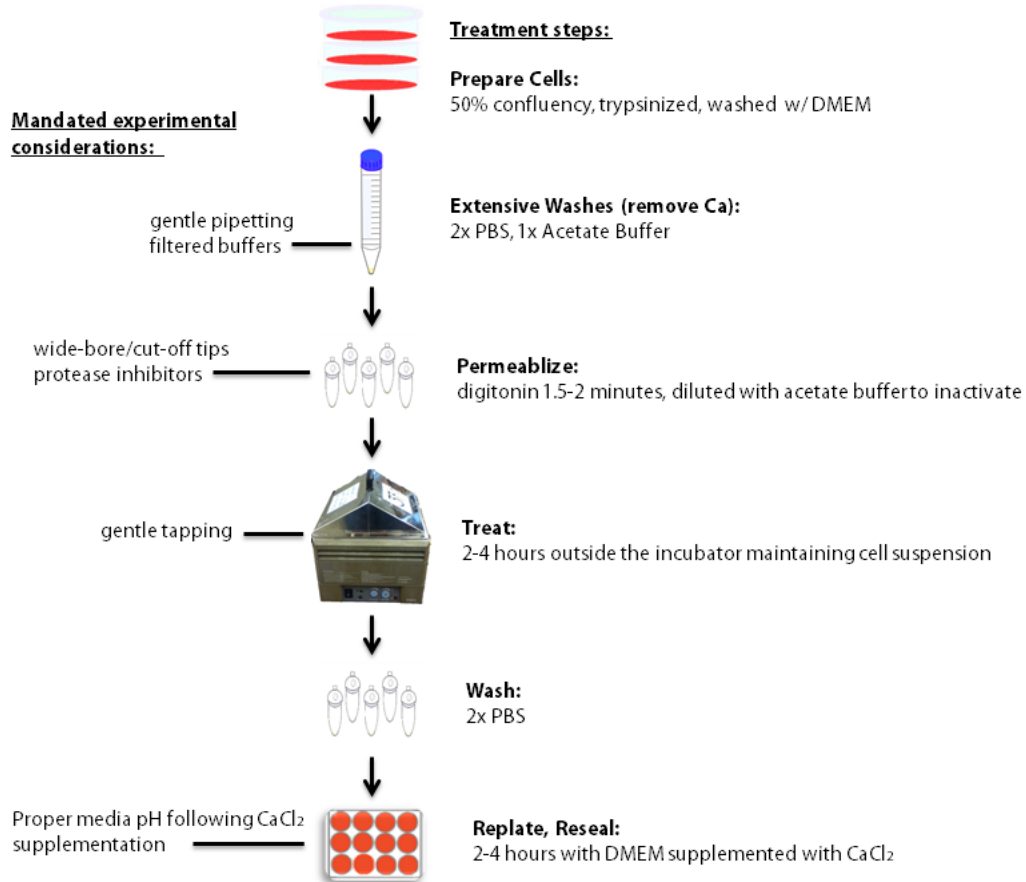 Treatment steps:
Prepare Cells:
50% confluency, trypsinized, washed w/ DMEM
Mandated experimental
considerations:
gentle pipetting
filtered buffers
Extensive Washes (remove Ca):
2x PBS, 1x Acetate Buffer
wide-bore/cut-off tips
protease inhibitors
Permeablize:
digitonin 1.5-2 minutes, diluted with acetate buffer to inactivate
gentle tapping
Treat:
2-4 hours outside the incubator maintaining cell suspension
Wash:
2x PBS
Proper media pH following CaCl₂
supplementation
Replate, Reseal:
2-4 hours with DMEM supplemented with CaCl₂